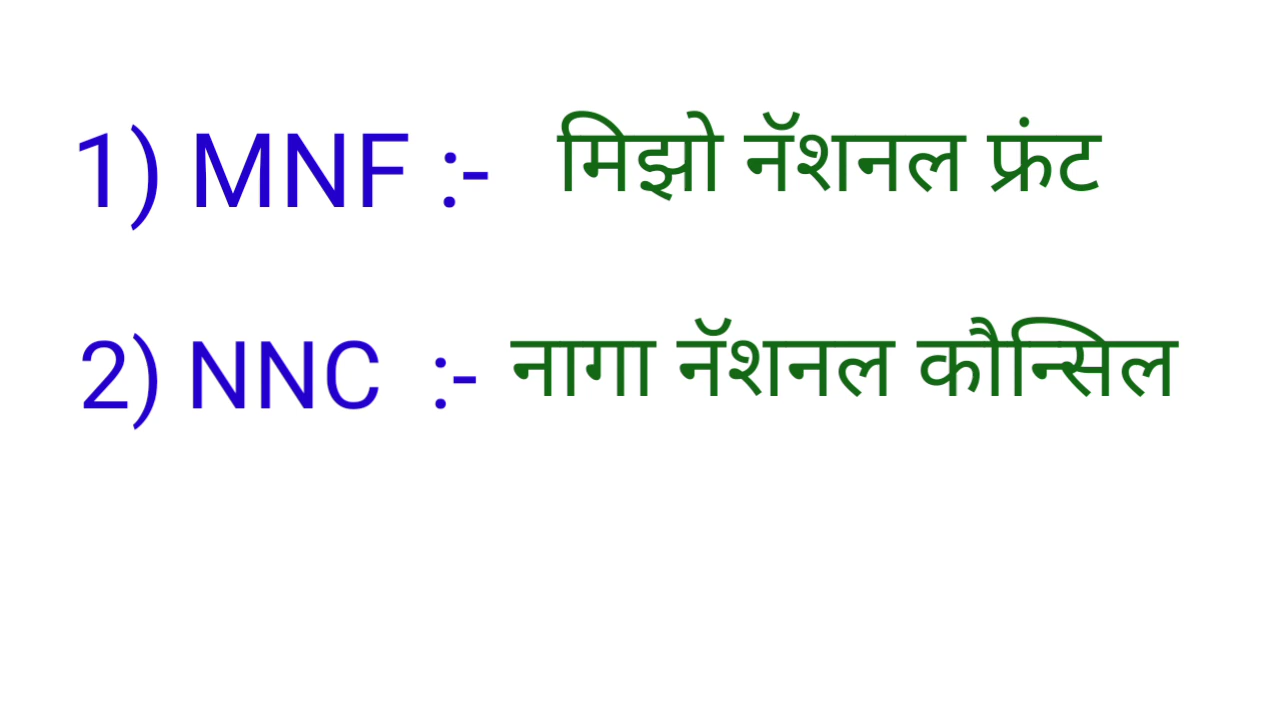 1) MNF :- मिझो नॅशनल फ्रंट
2) NNC :- नागा नॅशनल कौन्सिल